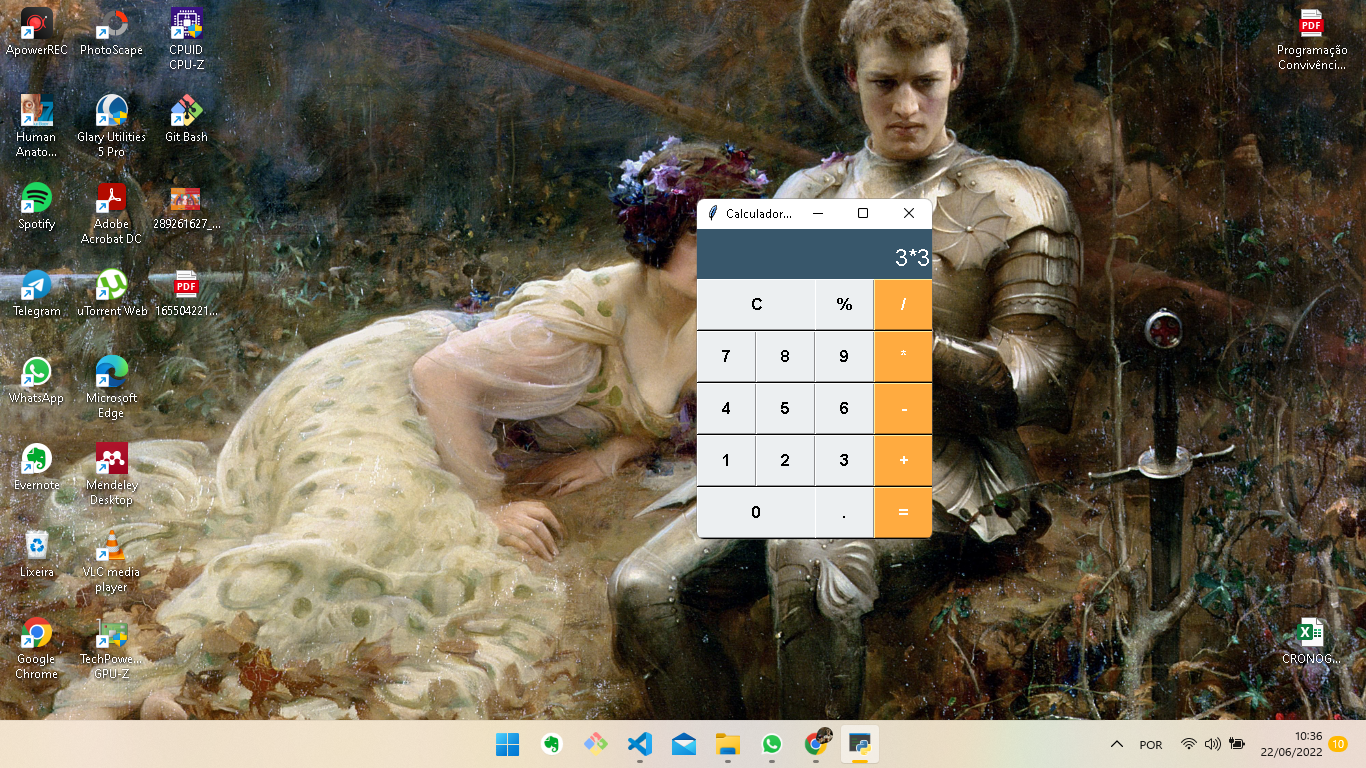 ApowerREC
PhotoScape
CPUID
CPU-Z
PDF
Programação
Convivênci...
Human
Anato...
Glary Utilities
5 Pro
Git Bash
Spotify
Adobe
Acrobat DC
289261627_...
Telegram
uTorrent Web
PDF
165504221...
WhatsApp
Microsoft
Edge
Evernote
Mendeley
Desktop
Lixeira
VLC media
player
Google
Chrome
TechPowe...
GPU-Z
CRONOG...
Calculador...
3*3
C % /
7 8 9 *
4 5 6 -
1 2 3 +
0 . =
POR
10:36
22/06/2022
10